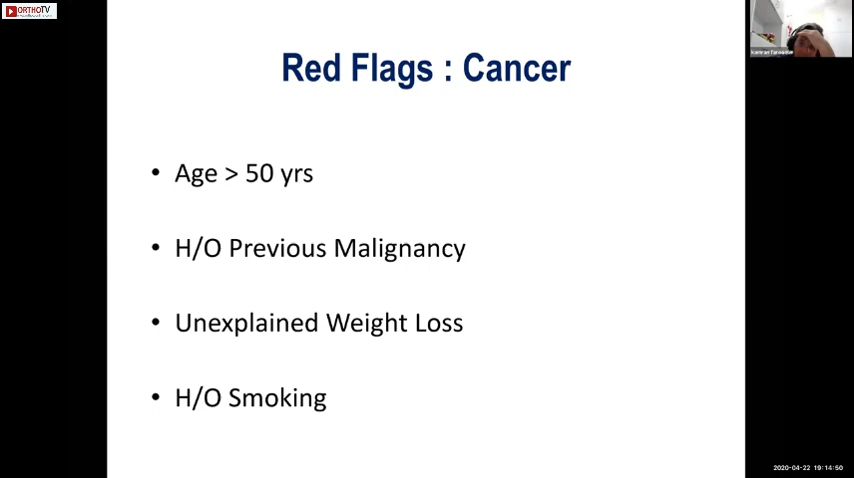 ORTHOTV
Red Flags : Cancer
• Age > 50 yrs
• H/O Previous Malignancy
• Unexplained Weight Loss
• H/O Smoking
2020-04-22 19:14:50